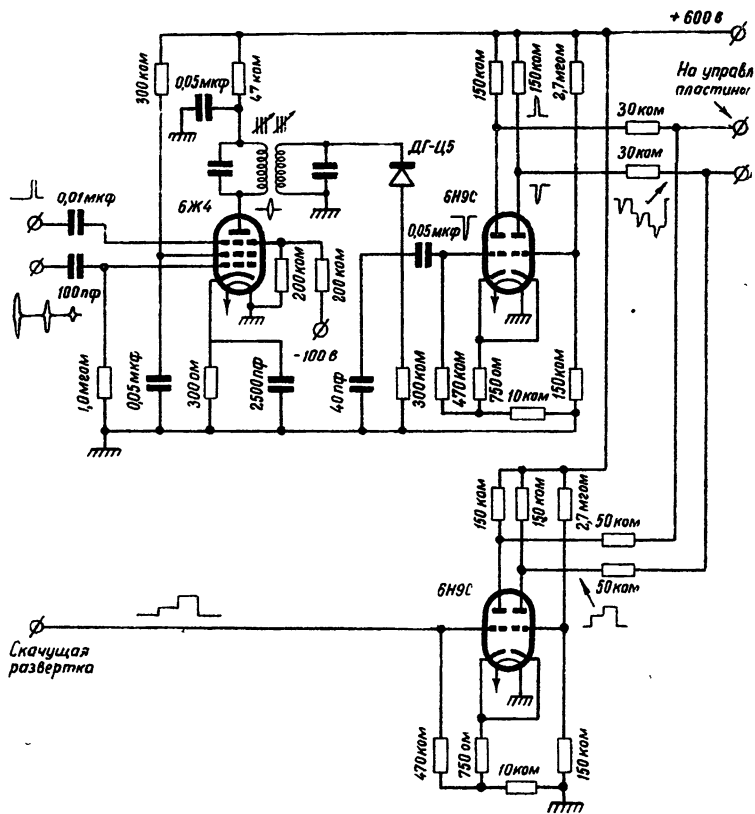 + 600 в
300 ком
0,05 мкф
47 ком
150 ком
150 ком
2,7 мгом
На управл
пластины
30 ком
30 ком
ДГ-Ц5
6Ж4
6Н9С
0,01 мкф
0,05 мкф
100 пф
200 ком
200 ком
- 100 в
1,0 мгом
0,05 мкф
300 ом
2500 пф
40 пф
300 ком
470 ком
750 ом
10 ком
150 ком
150 ком
150 ком
2,7 мгом
50 ком
50 ком
6Н9С
Скачущая
развертка
470 ком
750 ом
10 ком
150 ком